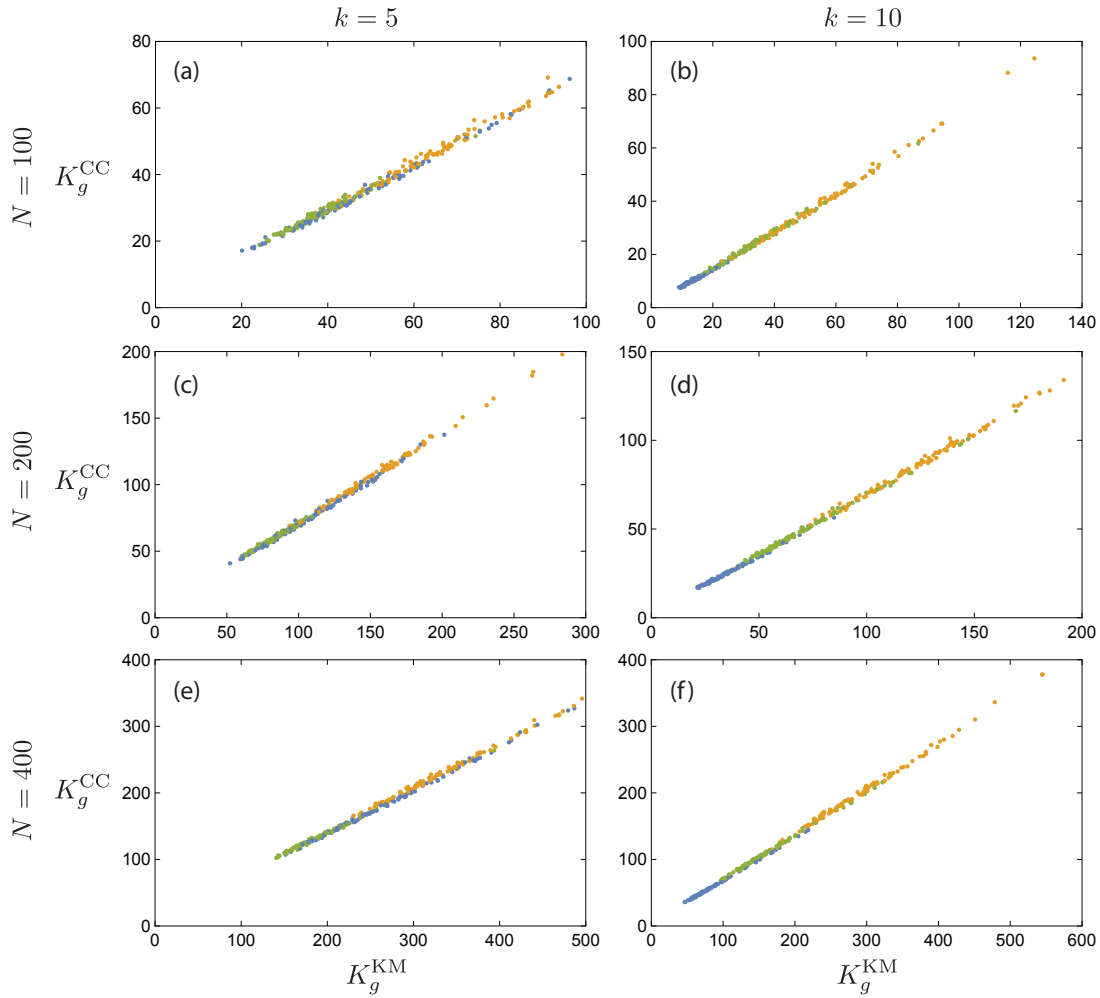 k = 5
k = 10
N = 100
K_g^CC
(a)
80
60
40
20
0
0 20 40 60 80 100
(b)
100
80
60
40
20
0
0 20 40 60 80 100 120 140
N = 200
K_g^CC
(c)
200
150
100
50
0
0 50 100 150 200 250 300
(d)
150
100
50
0
0 50 100 150 200
N = 400
K_g^CC
(e)
400
300
200
100
0
0 100 200 300 400 500
K_g^KM
(f)
400
300
200
100
0
0 100 200 300 400 500 600
K_g^KM